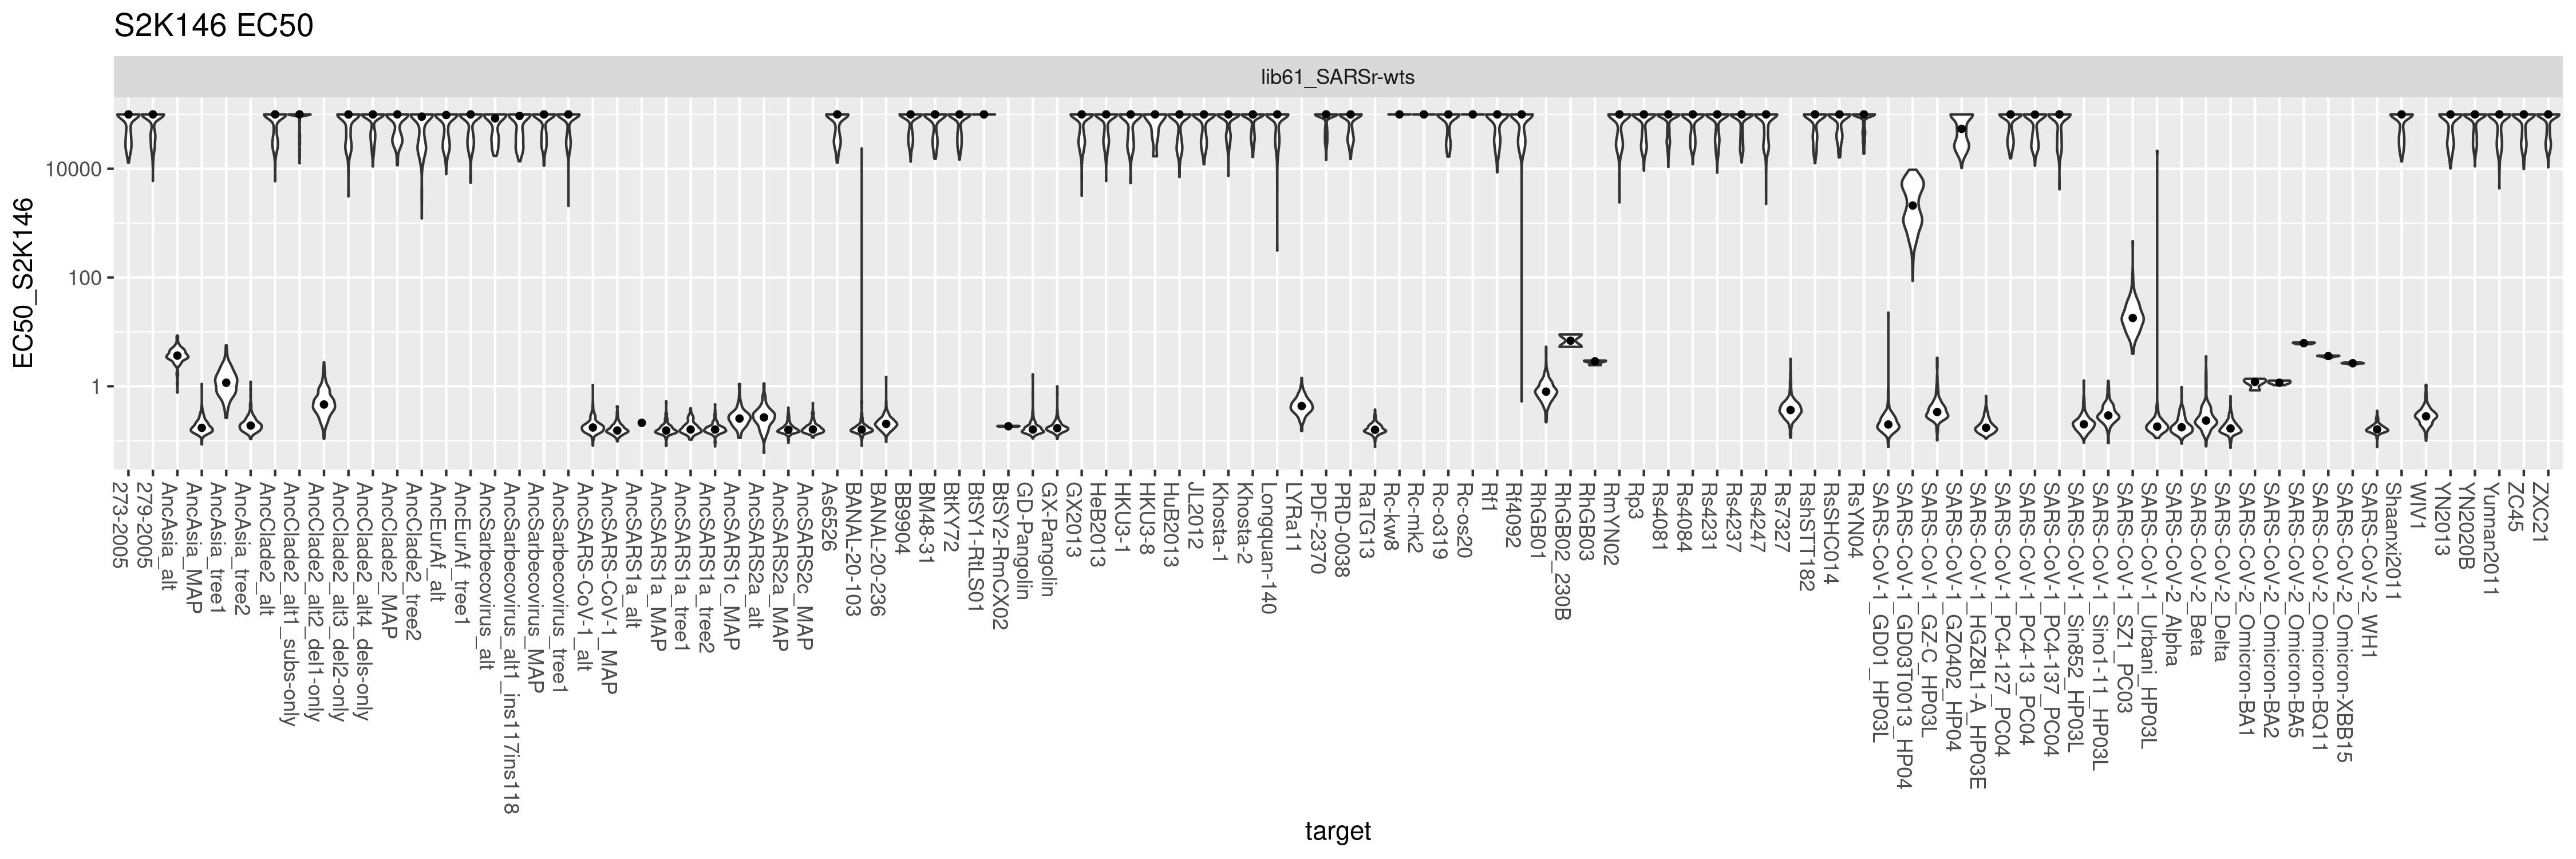 S2K146 EC50
lib61_SARSr-wts
EC50_S2K146
10000
100
1
273-2005
279-2005
AncAsia_alt
AncAsia_MAP
AncAsia_tree1
AncAsia_tree2
AncClade2_alt
AncClade2_alt1_subs-only
AncClade2_alt2_del1-only
AncClade2_alt3_del2-only
AncClade2_alt4_dels-only
AncClade2_MAP
AncClade2_tree2
AncEurAf_alt
AncEurAf_tree1
AncSarbecovirus_alt
AncSarbecovirus_alt1_ins117ins118
AncSarbecovirus_MAP
AncSarbecovirus_tree1
AncSARS-CoV-1_alt
AncSARS-CoV-1_MAP
AncSARS1a_alt
AncSARS1a_MAP
AncSARS1a_tree1
AncSARS1a_tree2
AncSARS1c_MAP
AncSARS2a_alt
AncSARS2a_MAP
AncSARS2c_MAP
As6526
BANAL-20-103
BANAL-20-236
BB9904
BM48-31
BtKY72
BtSY1-RtLS01
BtSY2-RmCX02
GD-Pangolin
GX-Pangolin
GX2013
HeB2013
HKU3-1
HKU3-8
HuB2013
JL2012
Khosta-1
Khosta-2
Longquan-140
LYRa11
PDF-2370
PRD-0038
RaTG13
Rc-kw8
Rc-mk2
Rc-o319
Rc-os20
Rf1
Rf4092
RhGB01
RhGB02_230B
RhGB03
RmYN02
Rp3
Rs4081
Rs4084
Rs4231
Rs4237
Rs4247
Rs7327
RshSTT182
RsSHC014
RsYN04
SARS-CoV-1_GD01_HP03L
SARS-CoV-1_GD03T0013_HP04
SARS-CoV-1_GZ-C_HP03L
SARS-CoV-1_GZ0402_HP04
SARS-CoV-1_HGZ8L1-A_HP03E
SARS-CoV-1_PC4-127_PC04
SARS-CoV-1_PC4-13_PC04
SARS-CoV-1_PC4-137_PC04
SARS-CoV-1_Sin852_HP03L
SARS-CoV-1_Sino1-11_HP03L
SARS-CoV-1_SZ1_PC03
SARS-CoV-1_Urbani_HP03L
SARS-CoV-2_Alpha
SARS-CoV-2_Beta
SARS-CoV-2_Delta
SARS-CoV-2_Omicron-BA1
SARS-CoV-2_Omicron-BA2
SARS-CoV-2_Omicron-BA5
SARS-CoV-2_Omicron-BQ11
SARS-CoV-2_Omicron-XBB15
SARS-CoV-2_WH1
Shaanxi2011
WIV1
YN2013
YN2020B
Yunnan2011
ZC45
ZXC21
target